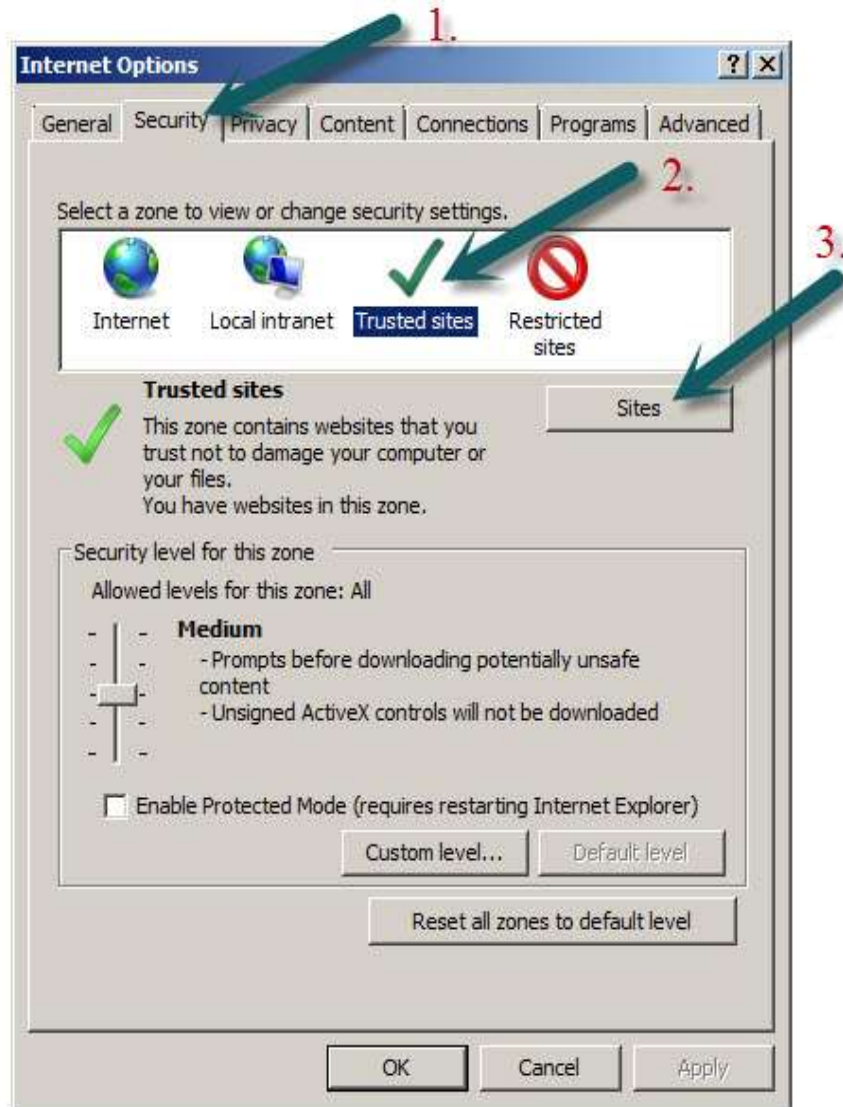 1.
Internet Options
? X
General Security Privacy Content Connections Programs Advanced
2.
Select a zone to view or change security settings.
3.
Internet Local intranet Trusted sites Restricted
sites
Trusted sites
Sites
This zone contains websites that you
trust not to damage your computer or
your files.
You have websites in this zone.
Security level for this zone
Allowed levels for this zone: All
Medium
- Prompts before downloading potentially unsafe
content
- Unsigned ActiveX controls will not be downloaded
Enable Protected Mode (requires restarting Internet Explorer)
Custom level... Default level
Reset all zones to default level
OK Cancel Apply